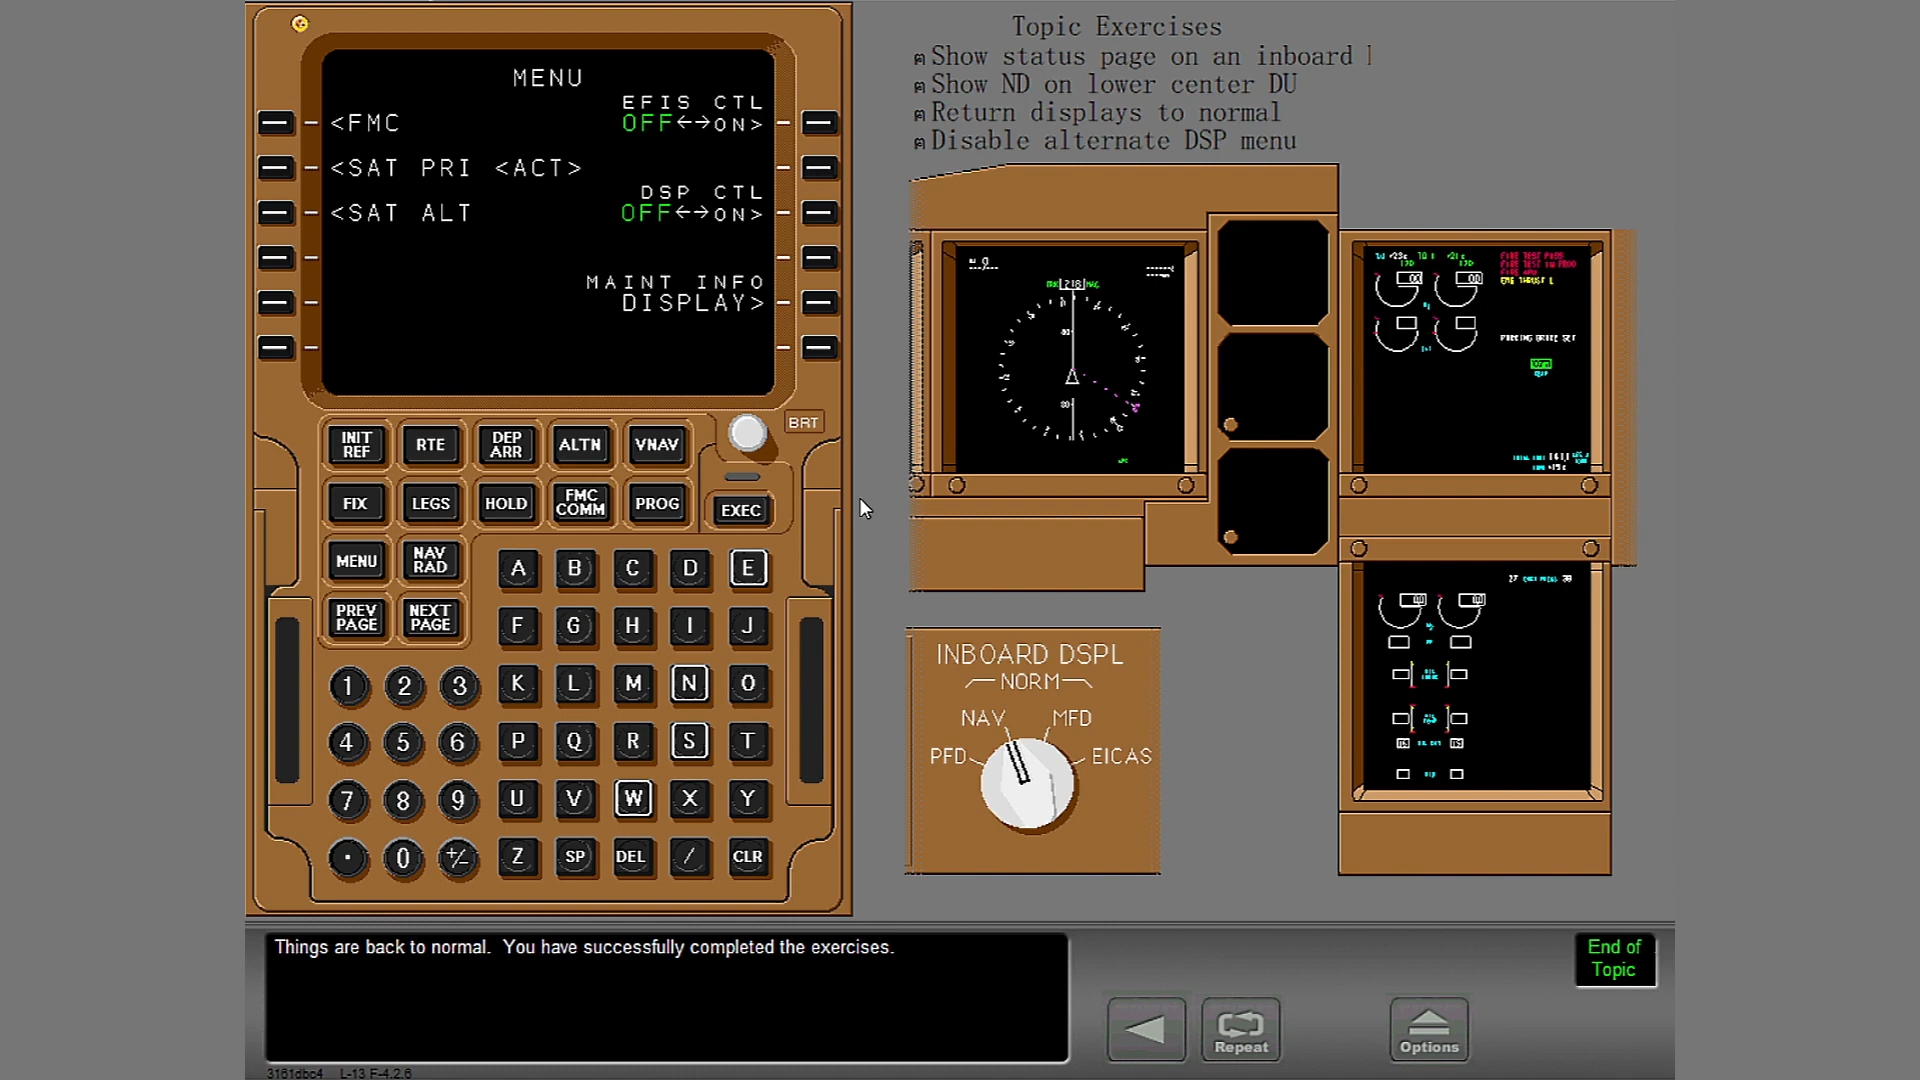 MENU
EFIS CTL
<FMC OFF←→ON>
<SAT PRI <ACT>
DSP CTL
<SAT ALT OFF←→ON>
MAINT INFO
DISPLAY>
BRT
INIT REF
RTE
DEP ARR
ALTN
VNAV
FIX
LEGS
HOLD
FMC COMM
PROG
EXEC
MENU
NAV RAD
PREV PAGE
NEXT PAGE
A B C D E
F G H I J
K L M N O
P Q R S T
U V W X Y
Z SP DEL / CLR
1 2 3
4 5 6
7 8 9
. 0 +/-
Topic Exercises
Show status page on an inboard
Show ND on lower center DU
Return displays to normal
Disable alternate DSP menu
218
PARKING BRAKE SET
INBOARD DSPL
NORM
NAV MFD
PFD EICAS
Things are back to normal.  You have successfully completed the exercises.
End of
Topic
Repeat
Options
3161dbc4 L-13 F-4.2.6